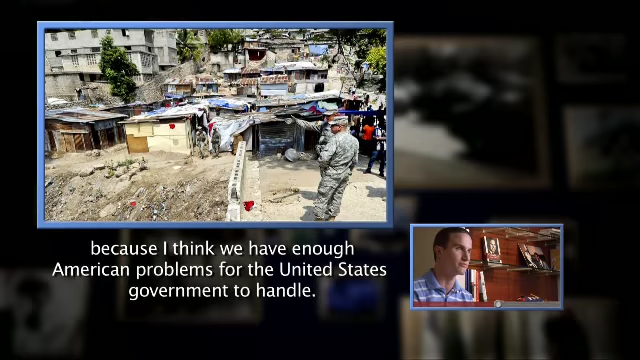 because I think we have enough
American problems for the United States
government to handle.